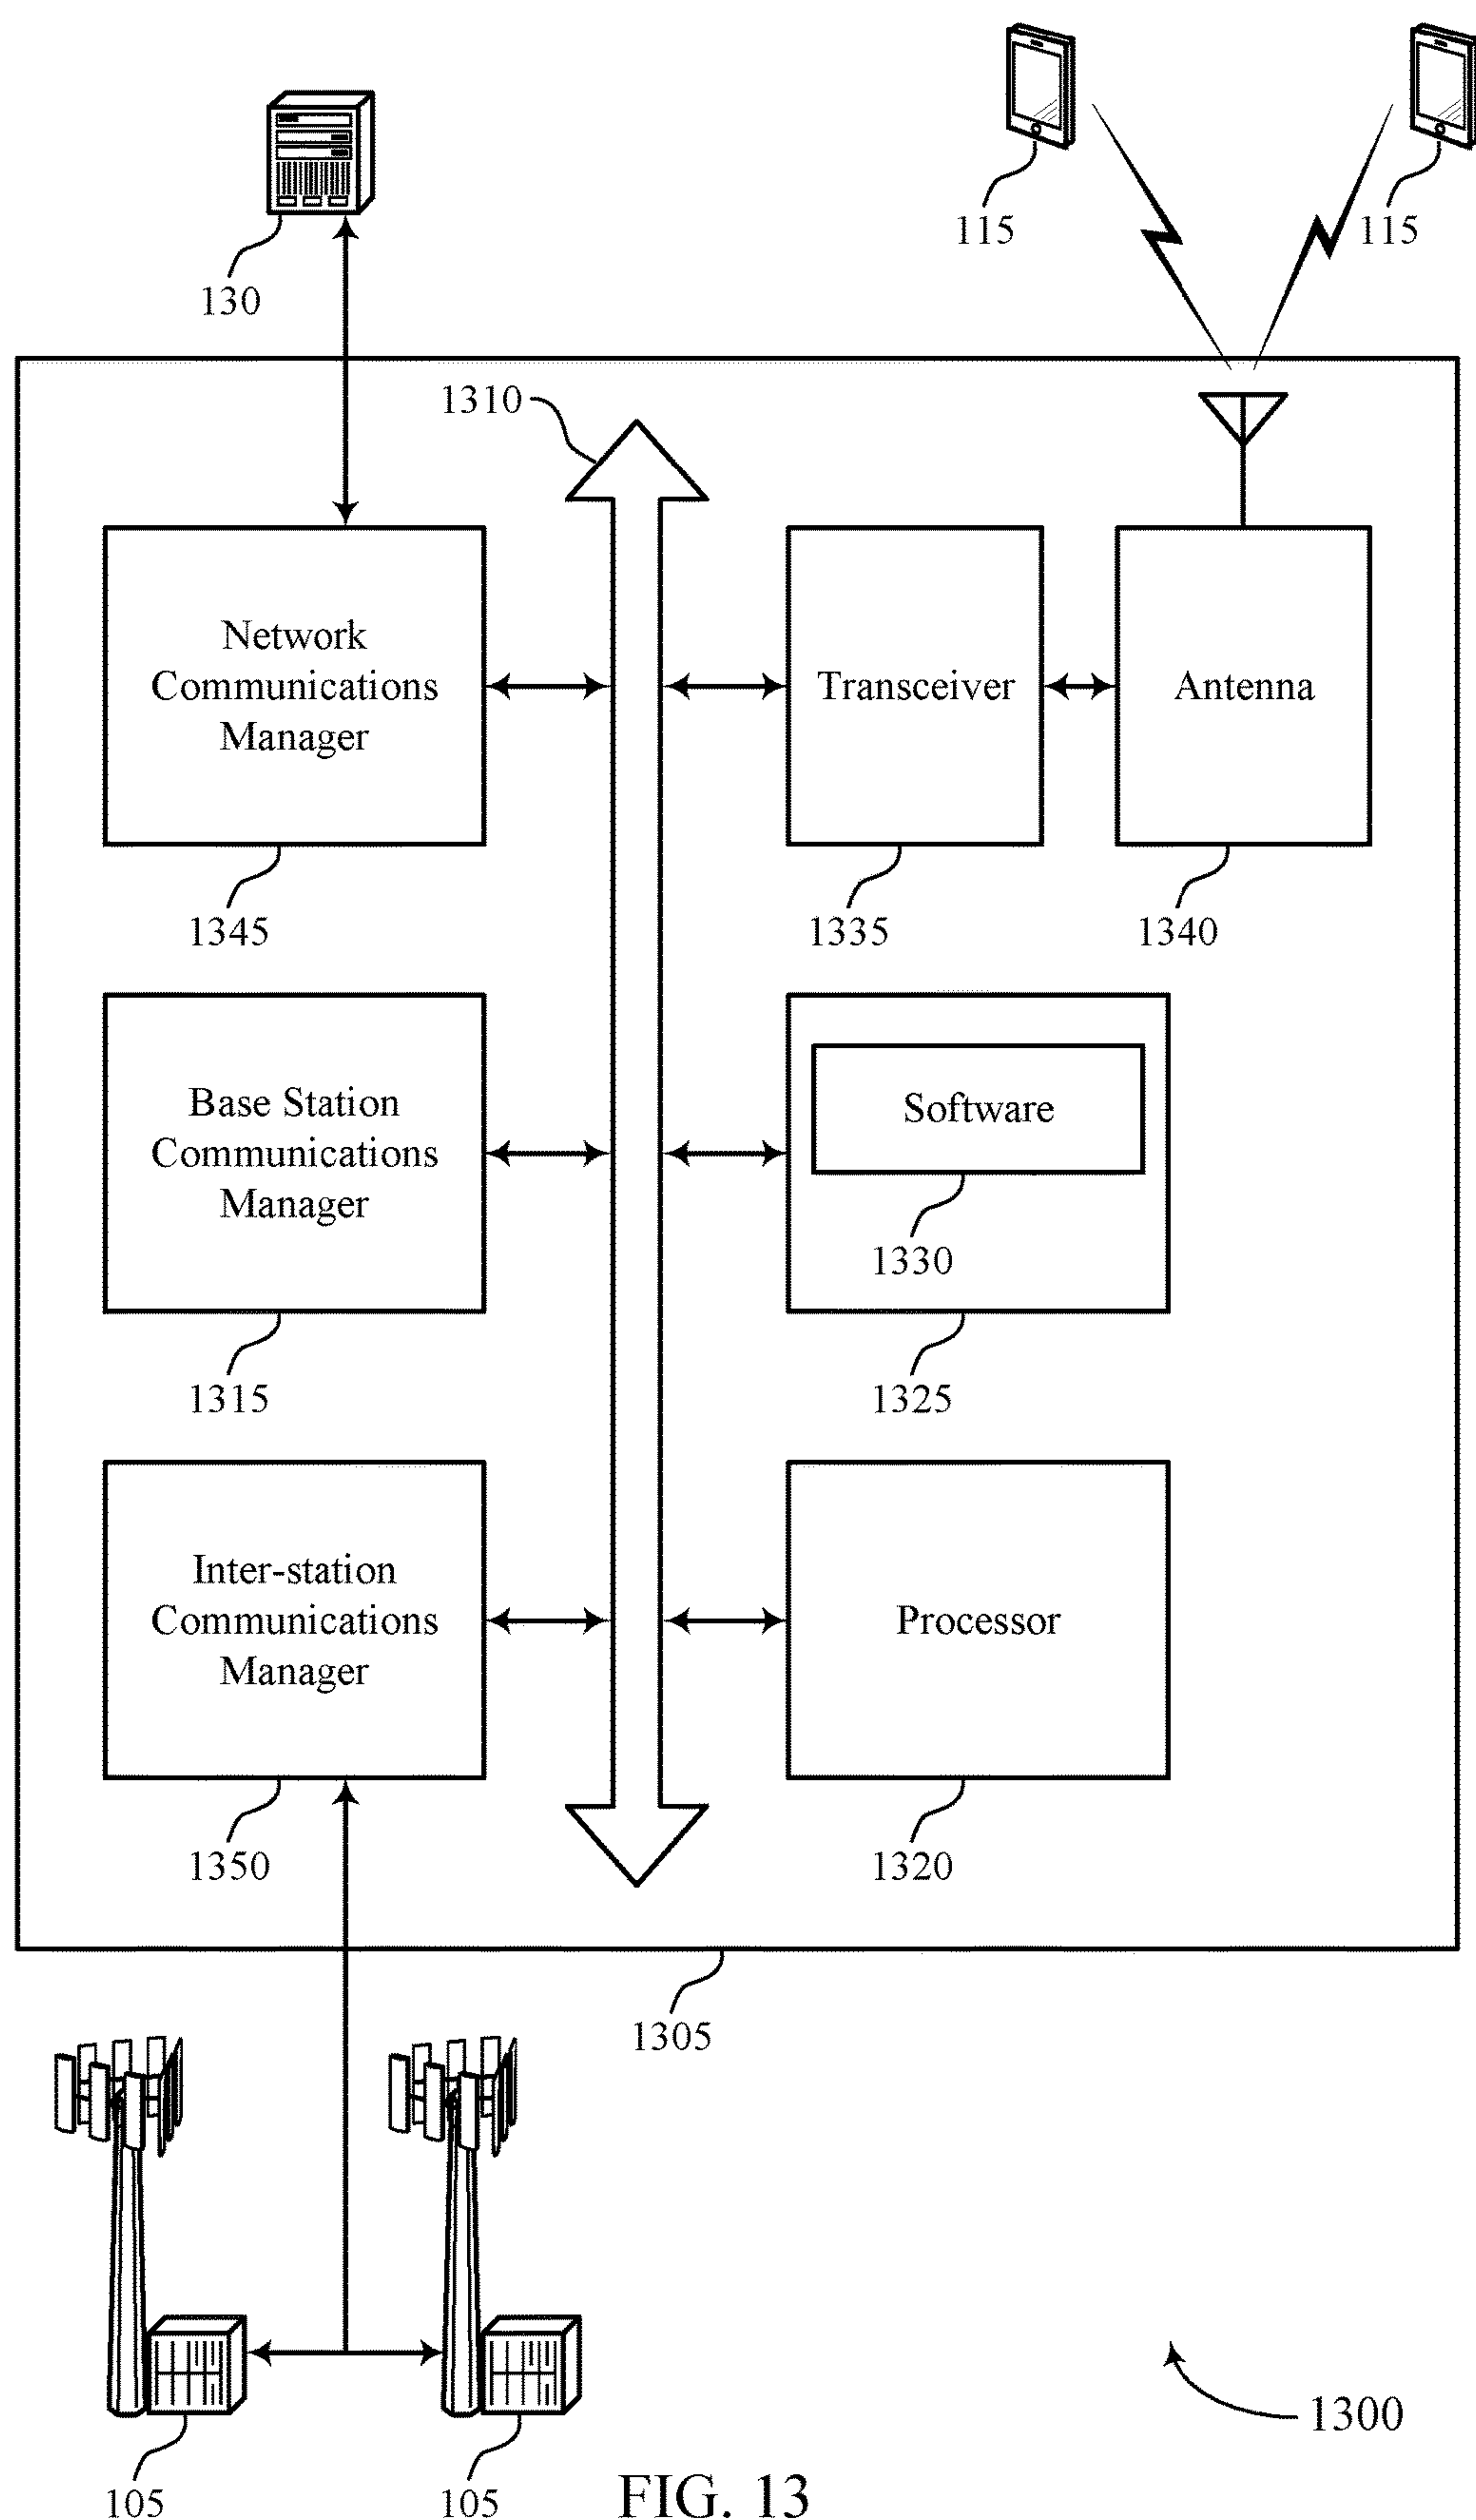 115
115
130
1310
Network
Communications
Manager
Transceiver
Antenna
1345
1335
1340
Base Station
Communications
Manager
Software
1330
1315
1325
Inter-station
Communications
Manager
Processor
1350
1320
1305
1300
105
105
FIG. 13